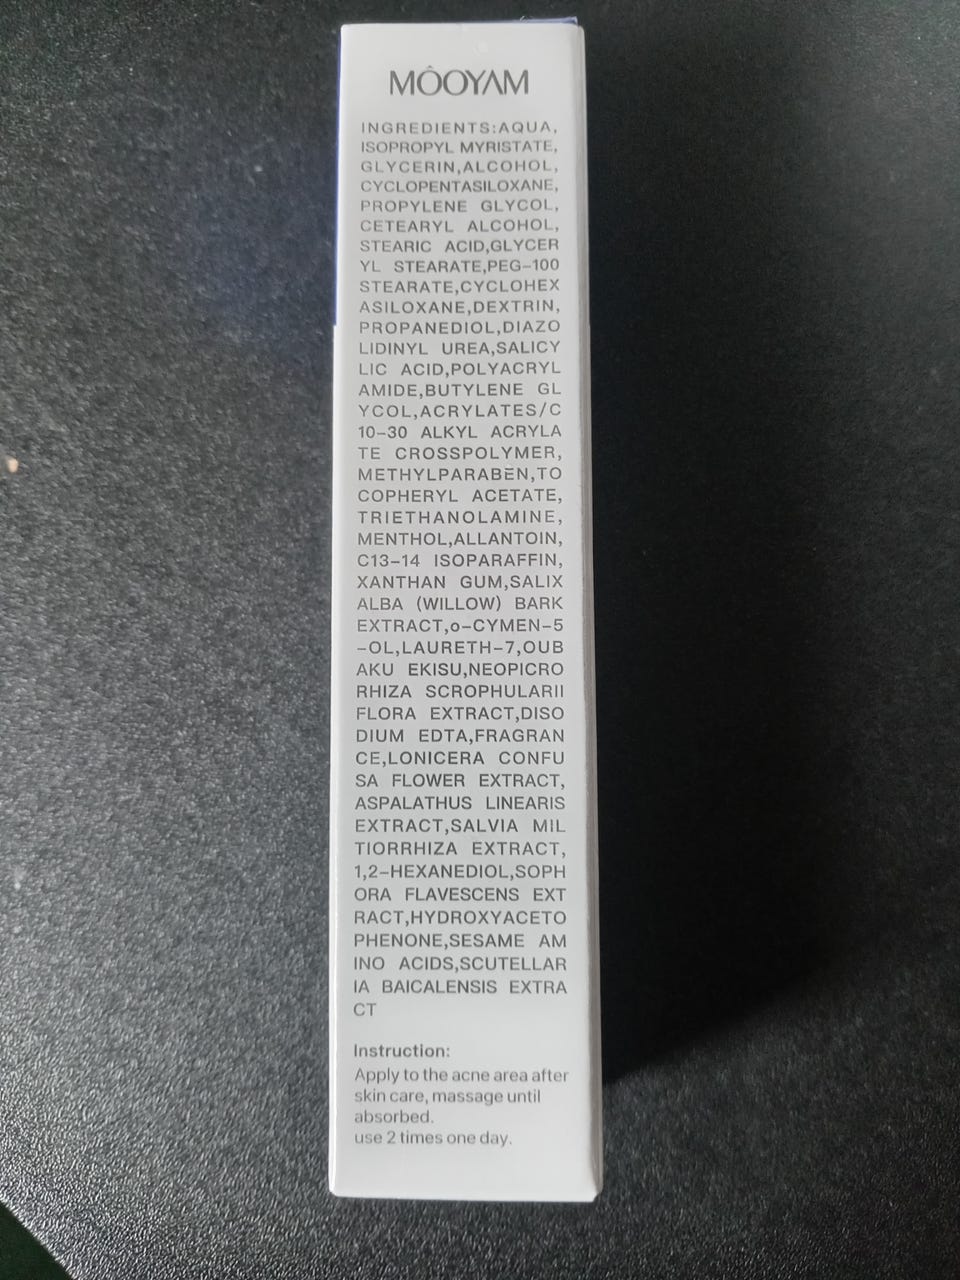 MÔOYAM
INGREDIENTS:AQUA,
ISOPROPYL MYRISTATE,
GLYCERIN,ALCOHOL,
CYCLOPENTASILOXANE,
PROPYLENE GLYCOL,
CETEARYL ALCOHOL,
STEARIC ACID,GLYCER
YL STEARATE,PEG-100
STEARATE,CYCLOHEX
ASILOXANE,DEXTRIN,
PROPANEDIOL,DIAZO
LIDINYL UREA,SALICY
LIC ACID,POLYACRYL
AMIDE,BUTYLENE GL
YCOL,ACRYLATES/C
10-30 ALKYL ACRYLA
TE CROSSPOLYMER,
METHYLPARABEN,TO
COPHERYL ACETATE,
TRIETHANOLAMINE,
MENTHOL,ALLANTOIN,
C13-14 ISOPARAFFIN,
XANTHAN GUM,SALIX
ALBA (WILLOW) BARK
EXTRACT,o-CYMEN-5
-OL,LAURETH-7,OUB
AKU EKISU,NEOPICRO
RHIZA SCROPHULARII
FLORA EXTRACT,DISO
DIUM EDTA,FRAGRAN
CE,LONICERA CONFU
SA FLOWER EXTRACT,
ASPALATHUS LINEARIS
EXTRACT,SALVIA MIL
TIORRHIZA EXTRACT,
1,2-HEXANEDIOL,SOPH
ORA FLAVESCENS EXT
RACT,HYDROXYACETO
PHENONE,SESAME AM
INO ACIDS,SCUTELLAR
IA BAICALENSIS EXTRA
CT
Instruction:
Apply to the acne area after
skin care, massage until
absorbed.
use 2 times one day.